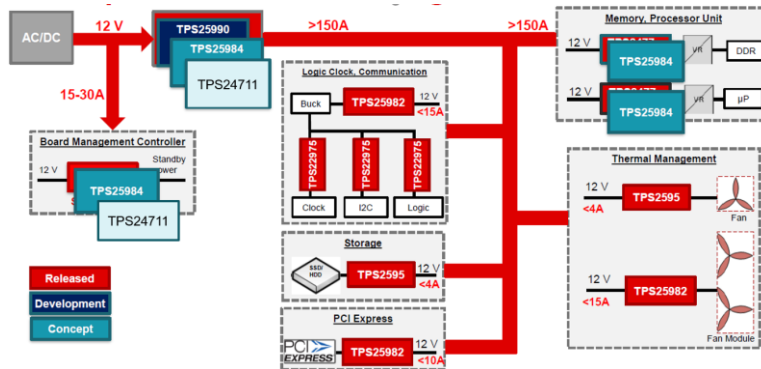 AC/DC
12 V
TPS25990
TPS25984
TPS24711
>150A
>150A
15-30A
Board Management Controller
12 V
Standby
TPS25984
TPS24711
Released
Development
Concept
Logic Clock, Communication
Buck
TPS25982
12 V
<15A
TPS22975
TPS22975
TPS22975
Clock
I2C
Logic
Storage
SSD/
HDD
TPS2595
12 V
<4A
PCI Express
PCI
EXPRESS
TPS25982
12 V
<10A
Memory, Processor Unit
12 V
TPS25984
VR
DDR
12 V
TPS25984
VR
µP
Thermal Management
12 V
<4A
TPS2595
Fan
12 V
<15A
TPS25982
Fan Module